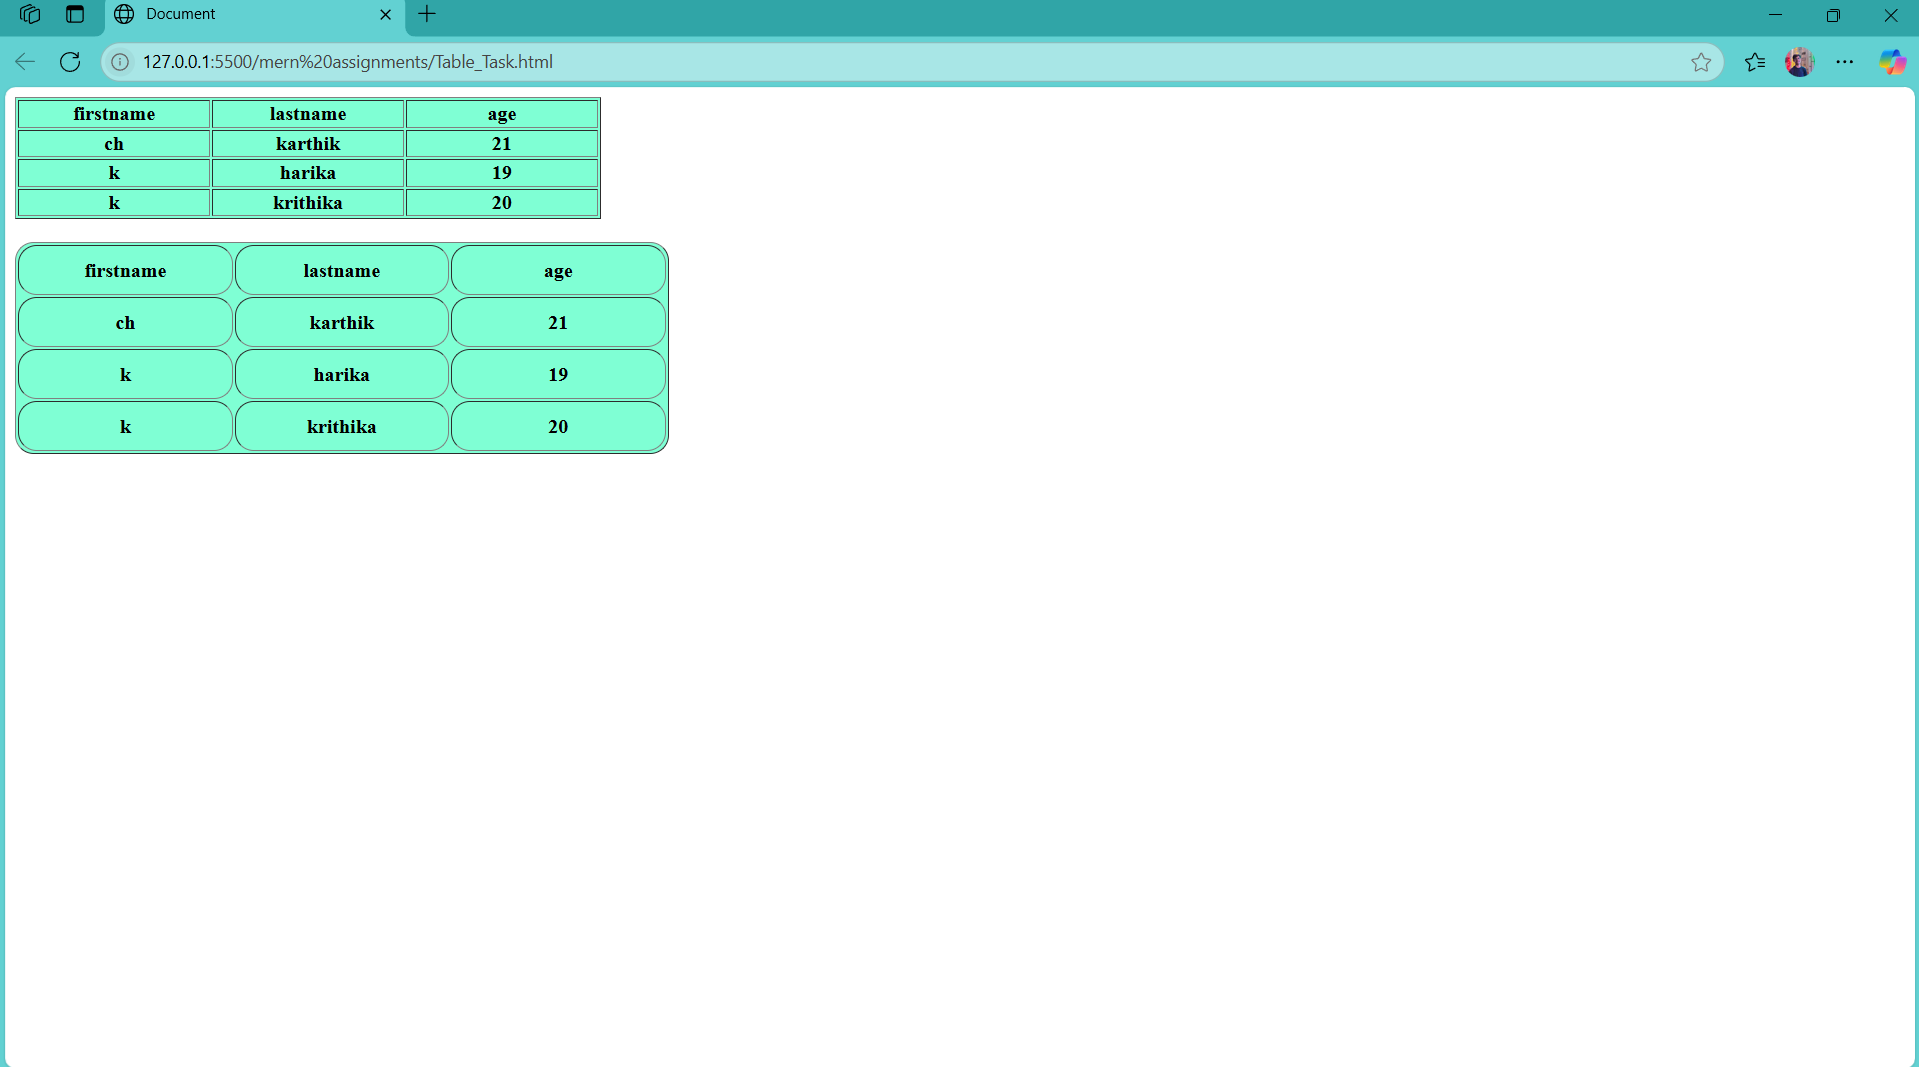 Document
127.0.0.1:5500/mern%20assignments/Table_Task.html
firstname lastname age
ch karthik 21
k harika 19
k krithika 20
firstname lastname age
ch karthik 21
k harika 19
k krithika 20